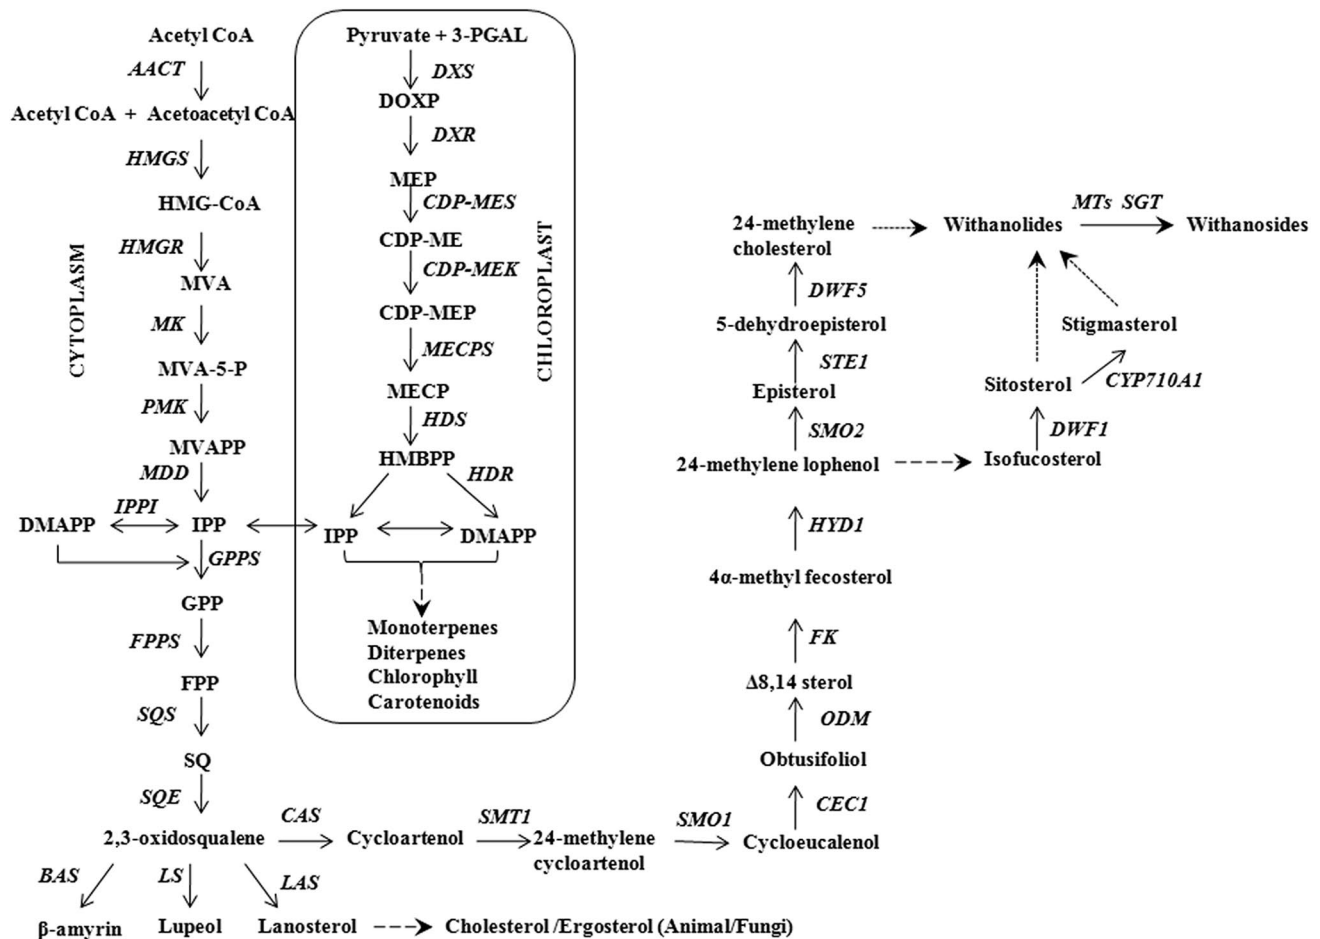 Acetyl CoA
AACT
Acetyl CoA + Acetoacetyl CoA
HMGS
HMG-CoA
HMGR
MVA
MK
MVA-5-P
PMK
MVAPP
MDD
IPPI
DMAPP
IPP
GPPS
GPP
FPPS
FPP
SQS
SQ
SQE
2,3-oxidosqualene
CYTOPLASM
Pyruvate + 3-PGAL
DXS
DOXP
DXR
MEP
CDP-MES
CDP-ME
CDP-MEK
CDP-MEP
MECPS
MECP
HDS
HMBPP
HDR
IPP
DMAPP
Monoterpenes
Diterpenes
Chlorophyll
Carotenoids
CHLOROPLAST
BAS
LS
LAS
β-amyrin
Lupeol
Lanosterol
Cholesterol /Ergosterol (Animal/Fungi)
CAS
Cycloartenol
SMT1
24-methylene
cycloartenol
SMO1
Cycloeucalenol
CEC1
Obtusifoliol
ODM
Δ8,14 sterol
FK
4α-methyl fecosterol
HYD1
24-methylene lophenol
SMO2
Episterol
STE1
5-dehydroepisterol
DWF5
24-methylene
cholesterol
Isofucosterol
DWF1
Sitosterol
CYP710A1
Stigmasterol
Withanolides
MTs SGT
Withanosides